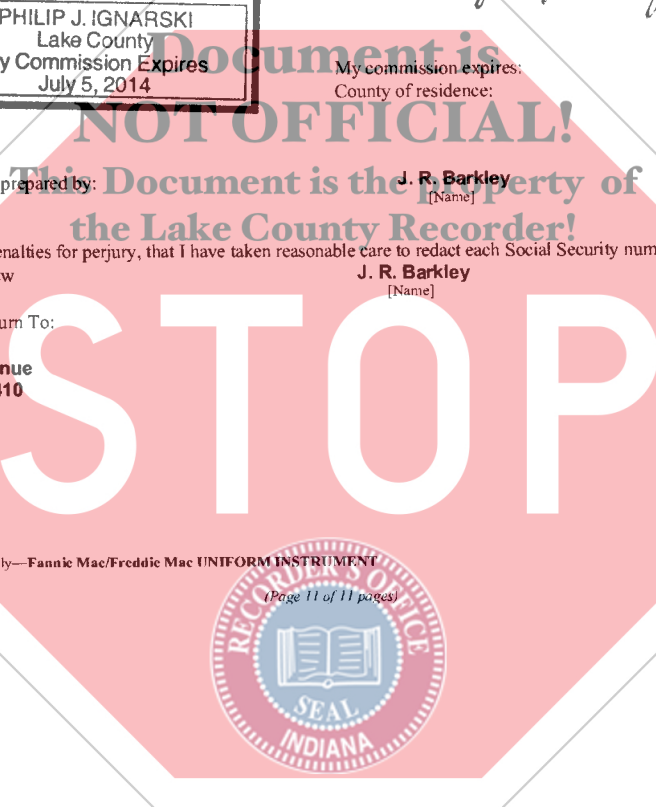 PHILIP J. IGNARSKI
Lake County
y Commission Expires
July 5, 2014
My commission expires:
County of residence:
Document is
NOT OFFICIAL!
This Document is the property of
the Lake County Recorder!
prepared by:
J. R. Barkley
[Name]
enalties for perjury, that I have taken reasonable care to redact each Social Security num
w
J. R. Barkley
[Name]
urn To:
nue
410
STOP
ly—Fannie Mac/Freddie Mac UNIFORM INSTRUMENT
(Page 11 of 11 pages)
RECORDER'S OFFICE
SEAL
INDIANA